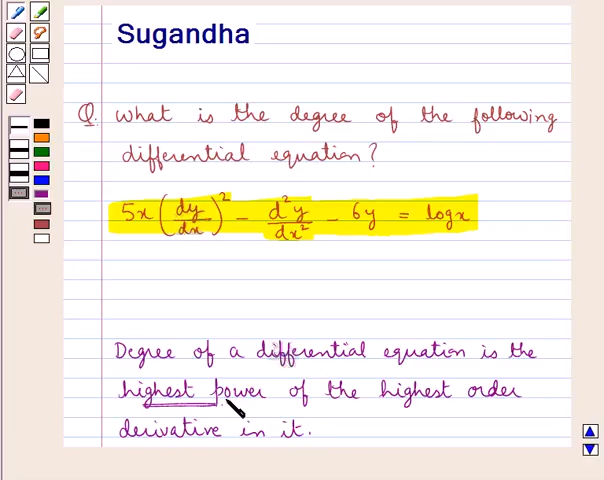 Sugandha
Q. What is the degree of the following
differential equation?
5x(dy/dx)² - d²y/dx² - 6y = logx
Degree of a differential equation is the
highest power of the highest order
derivative in it.